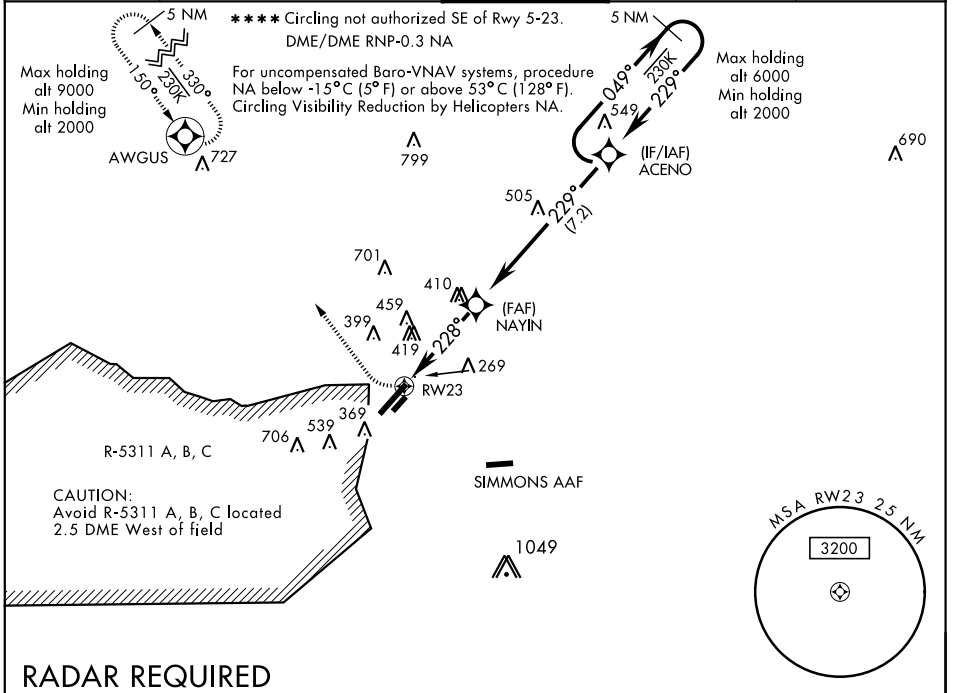 5 NM
**** Circling not authorized SE of Rwy 5-23.
DME/DME RNP-0.3 NA
5 NM
Max holding
alt 9000
Min holding
alt 2000
150°
230K
330°
For uncompensated Baro-VNAV systems, procedure
NA below -15°C (5°F) or above 53°C (128°F).
Circling Visibility Reduction by Helicopters NA.
049°
230K
229°
Max holding
alt 6000
Min holding
alt 2000
549
AWGUS
727
799
(IF/IAF)
ACENO
690
505
229°
(7.2)
701
410
459
399
419
(FAF)
NAYIN
228°
269
RW23
369
539
706
R-5311 A, B, C
SIMMONS AAF
CAUTION:
Avoid R-5311 A, B, C located
2.5 DME West of field
1049
MSA RW23 25 NM
3200
RADAR REQUIRED